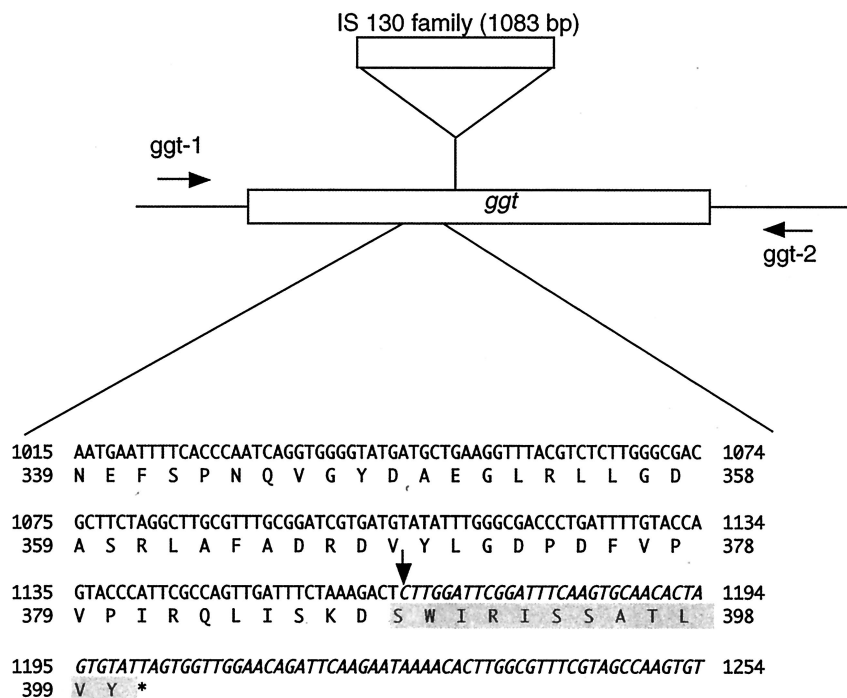 IS 130 family (1083 bp)
ggt-1
ggt
ggt-2
1015 AATGAATTTTCACCCAATCAGGTGGGGTATGATGCTGAAGGTTTACGTCTCTTGGGCGAC 1074
339 N E F S P N Q V G Y D A E G L R L L G D 358
1075 GCTTCTAGGCTTGCGTTTGCGGATCGTGATGTATATTTGGGCGACCCTGATTTTGTACCA 1134
359 A S R L A F A D R D V Y L G D P D F V P 378
1135 GTACCCATTCGCCAGTTGATTTCTAAAGACTCTTGGATTCGGATTTCAAGTGCAACACTA 1194
379 V P I R Q L I S K D S W I R I S S A T L 398
1195 GTGTATTAGTGGTTGGAACAGATTCAAGAATAAAACACTTGGCGTTTCGTAGCCAAGTGT 1254
399 V Y *